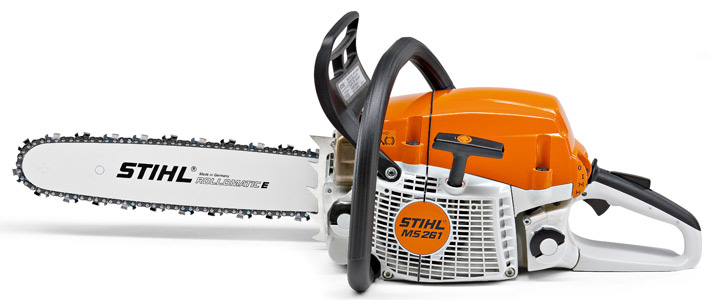 STIHL®
Made in Germany
ROLLOMATIC E
STIHL
MS 261